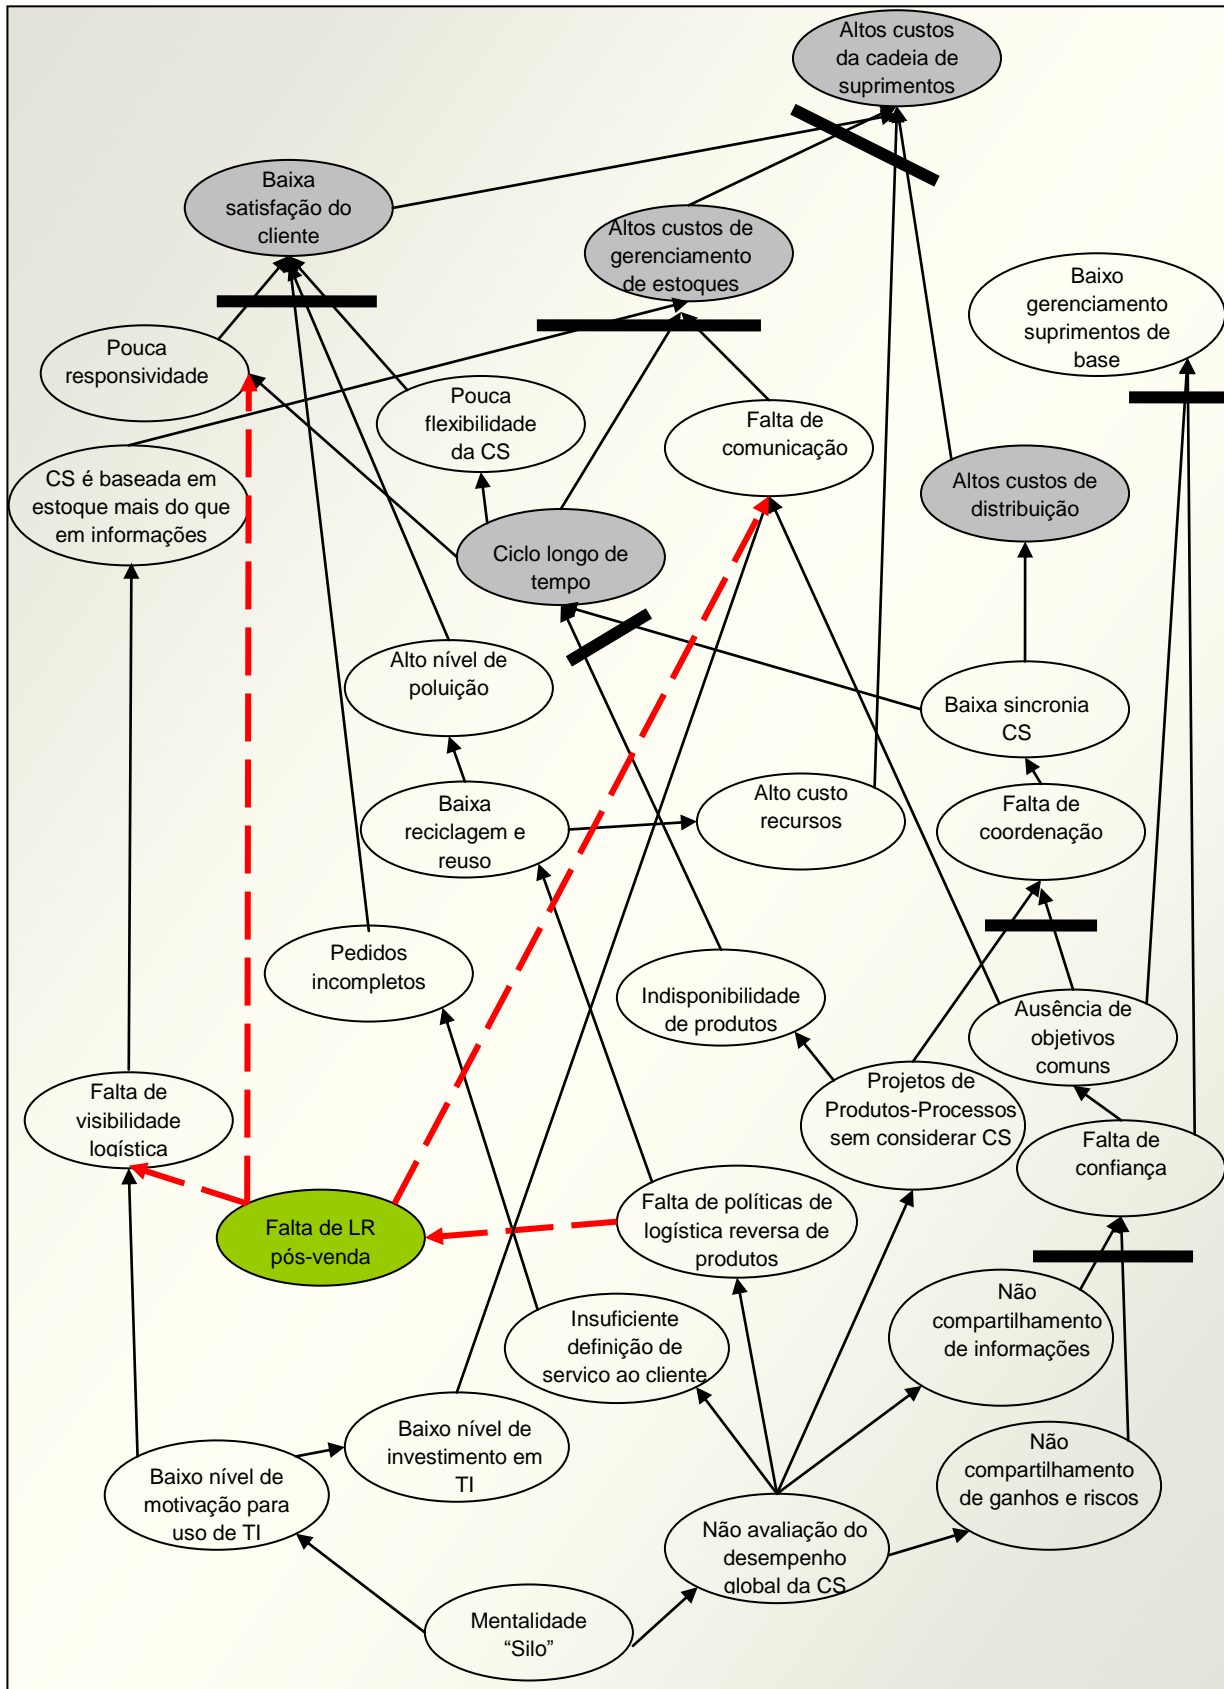 Altos custos
da cadeia de
suprimentos
Baixa
satisfação do
cliente
Altos custos de
gerenciamento
de estoques
Baixo
gerenciamento
suprimentos de
base
Pouca
responsividade
Pouca
flexibilidade
da CS
Falta de
comunicação
CS é baseada em
estoque mais do que
em informações
Altos custos de
distribuição
Ciclo longo de
tempo
Alto nível de
poluição
Baixa sincronia
CS
Baixa
reciclagem e
reuso
Alto custo
recursos
Falta de
coordenação
Pedidos
incompletos
Indisponibilidade
de produtos
Ausência de
objetivos
comuns
Falta de
visibilidade
logística
Projetos de
Produtos-Processos
sem considerar CS
Falta de
confiança
Falta de LR
pós-venda
Falta de políticas de
logística reversa de
produtos
Insuficiente
definição de
servico ao cliente
Não
compartilhamento
de informações
Baixo nível de
investimento em
TI
Não
compartilhamento
de ganhos e riscos
Baixo nível de
motivação para
uso de TI
Não avaliação do
desempenho
global da CS
Mentalidade
“Silo”